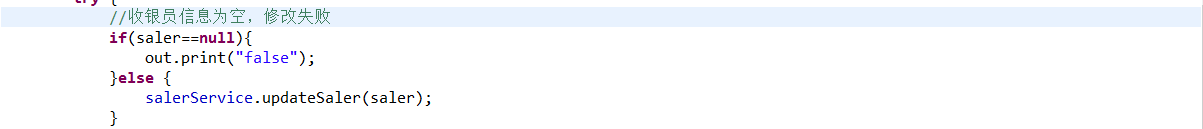 try {
//收银员信息为空，修改失败
if(saler==null){
out.print("false");
}else {
salerService.updateSaler(saler);
}